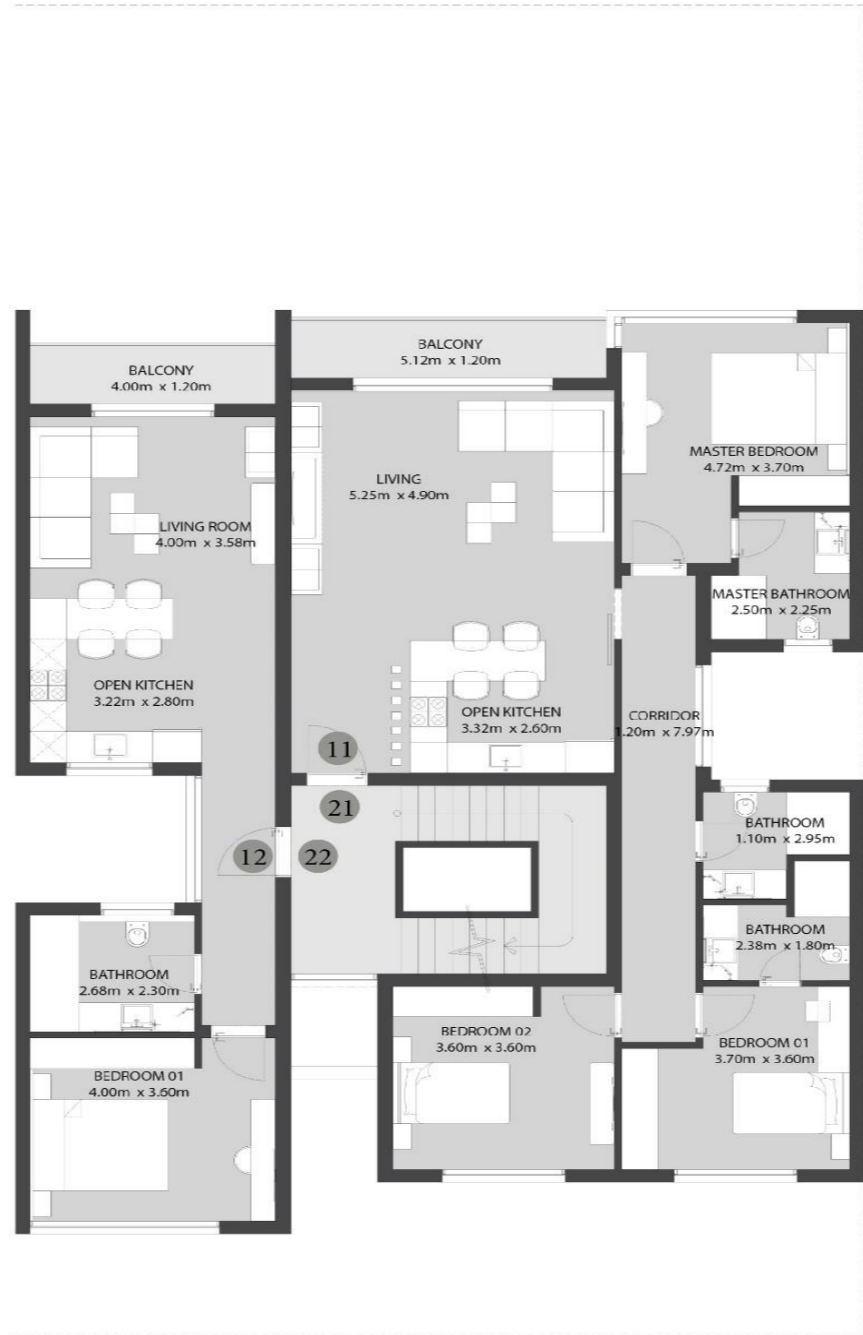 BALCONY
4.00m x 1.20m
BALCONY
5.12m x 1.20m
MASTER BEDROOM
4.72m x 3.70m
LIVING
5.25m x 4.90m
LIVING ROOM
4.00m x 3.58m
MASTER BATHROOM
2.50m x 2.25m
OPEN KITCHEN
3.22m x 2.80m
OPEN KITCHEN
3.32m x 2.60m
CORRIDOR
1.20m x 7.97m
11
21
12
22
BATHROOM
1.10m x 2.95m
BATHROOM
2.38m x 1.80m
BATHROOM
2.68m x 2.30m
BEDROOM 02
3.60m x 3.60m
BEDROOM 01
3.70m x 3.60m
BEDROOM 01
4.00m x 3.60m